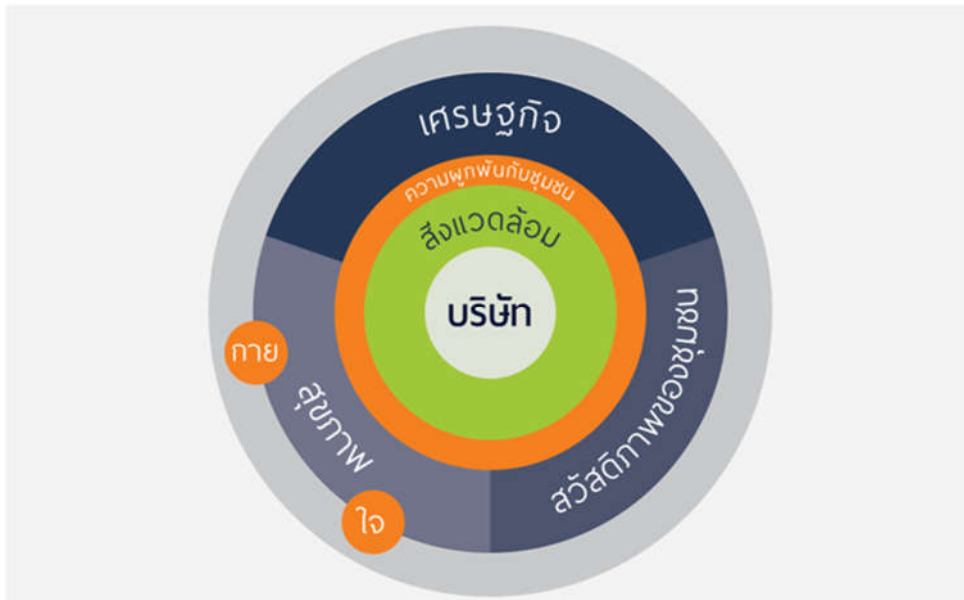 เศรษฐกิจ
ความผูกพันกับชุมชน
สิ่งแวดล้อม
บริษัท
กาย
สุขภาพ
ใจ
สวัสดิภาพของชุมชน